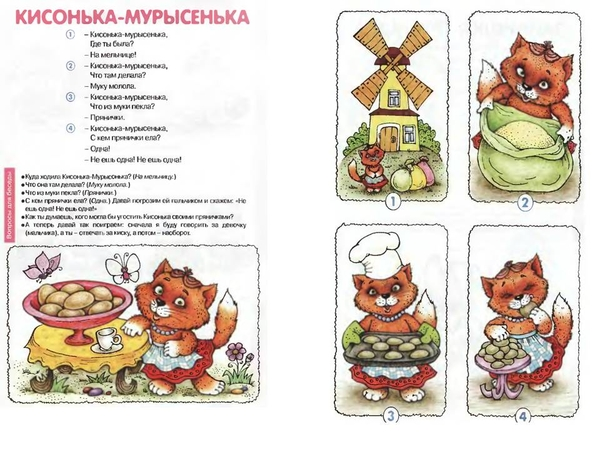 КИСОНЬКА-МУРЫСЕНЬКА
1 – Кисонька-мурысенька,
Где ты была?
– На мельнице!
2 – Кисонька-мурысенька,
Что там делала?
– Муку молола.
3 – Кисонька-мурысенька,
Что из муки пекла?
– Прянички.
4 – Кисонька-мурысенька,
С кем прянички ела?
– Одна!
– Не ешь одна! Не ешь одна!
Вопросы для беседы
●Куда ходила Кисонька-Мурысонька? (На мельницу.)
●Что она там делала? (Муку молола.)
●Что из муки пекла? (Прянички.)
●С кем прянички ела? (Одна.) Давай погрозим ей пальчиком и скажем: «Не
ешь одна! Не ешь одна!»
●Как ты думаешь, кого могла бы угостить Кисонька своими пряничками?
●А теперь давай так поиграем: сначала я буду говорить за девочку
(мальчика), а ты – отвечать за киску, а потом – наоборот.
1
2
3
4